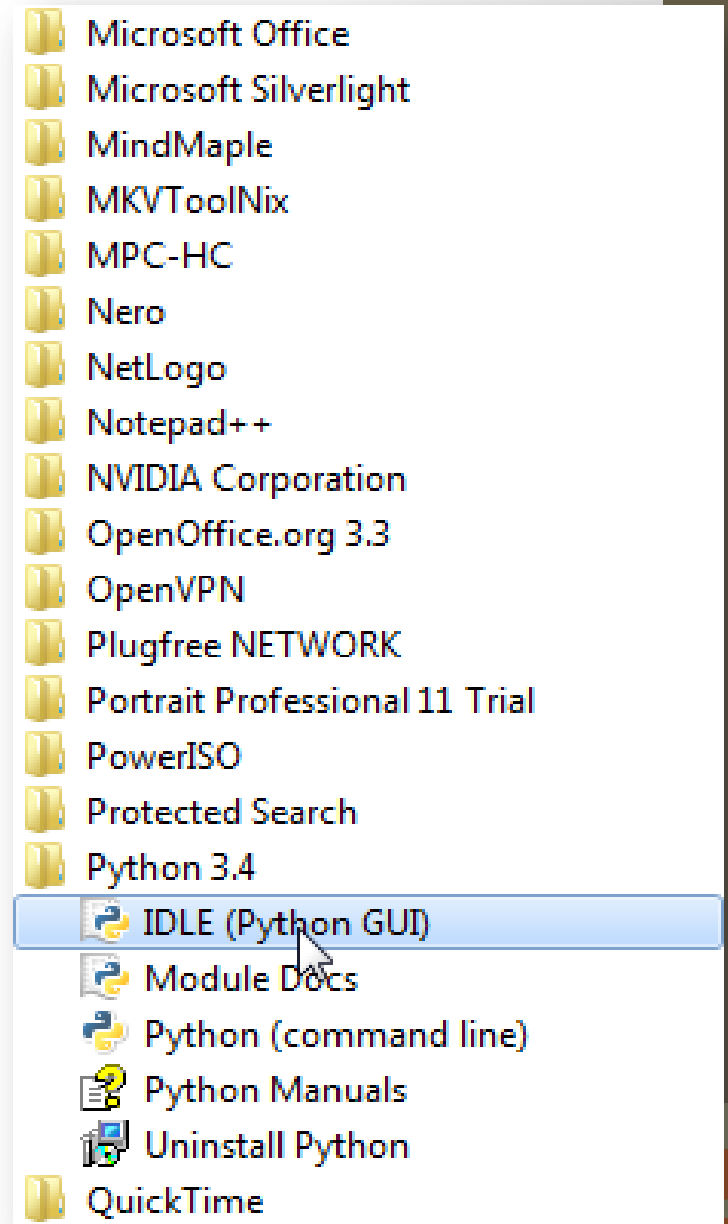 Microsoft Office
Microsoft Silverlight
MindMaple
MKVToolNix
MPC-HC
Nero
NetLogo
Notepad++
NVIDIA Corporation
OpenOffice.org 3.3
OpenVPN
Plugfree NETWORK
Portrait Professional 11 Trial
PowerISO
Protected Search
Python 3.4
IDLE (Python GUI)
Module Docs
Python (command line)
Python Manuals
Uninstall Python
QuickTime